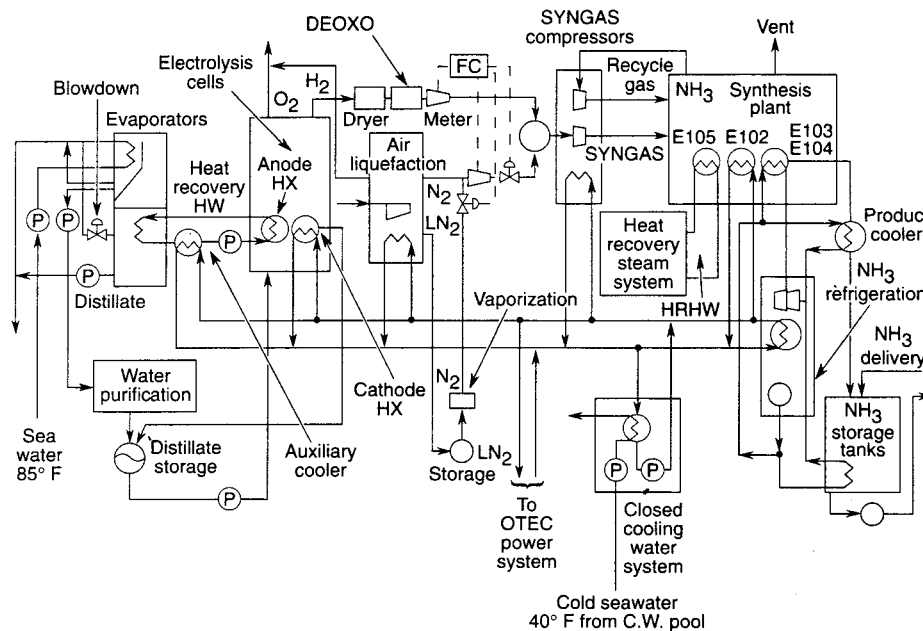 DEOXO
SYNGAS
compressors
Vent
Electrolysis
cells
H2
FC
Recycle
gas
NH3
Synthesis
plant
Blowdown
O2
Dryer
Meter
E105
E102
E103
E104
Evaporators
Air
liquefaction
SYNGAS
Heat
recovery
HW
Anode
HX
N2
LN2
Product
cooler
P
P
P
Heat
recovery
steam
system
NH3
refrigeration
P
Distillate
Vaporization
HRHW
NH3
delivery
Water
purification
N2
Cathode
HX
NH3
storage
tanks
Sea
water
85° F
Distillate
storage
Auxiliary
cooler
LN2
Storage
P
P
P
To
OTEC
power
system
Closed
cooling
water
system
Cold seawater
40° F from C.W. pool